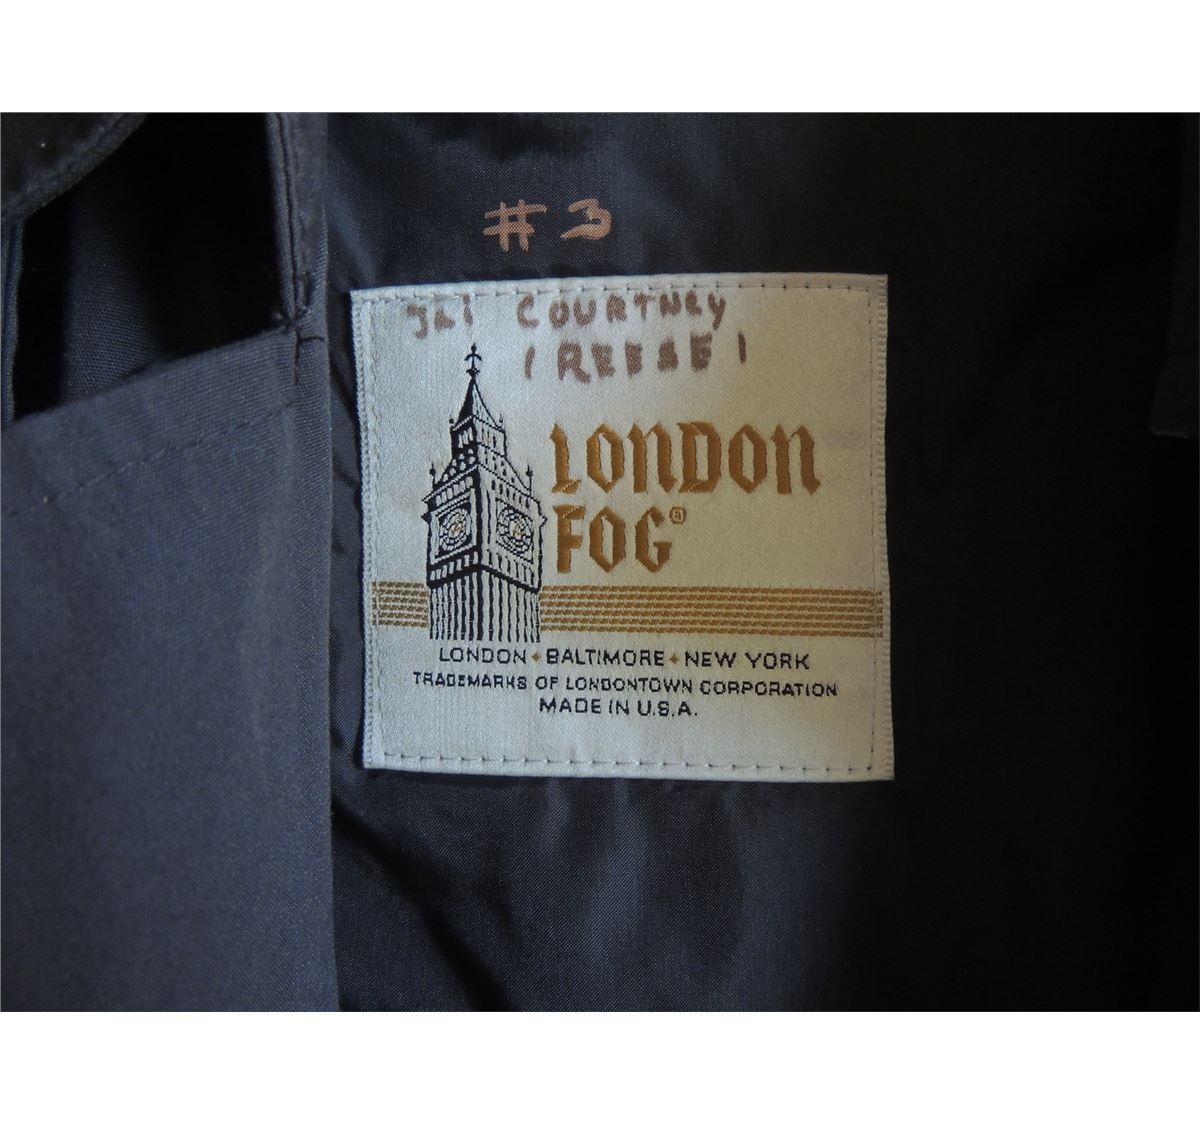 #3
Jai COURTNEY
(REESE)
LONDON
FOG®
LONDON • BALTIMORE • NEW YORK
TRADEMARKS OF LONDONTOWN CORPORATION
MADE IN U.S.A.